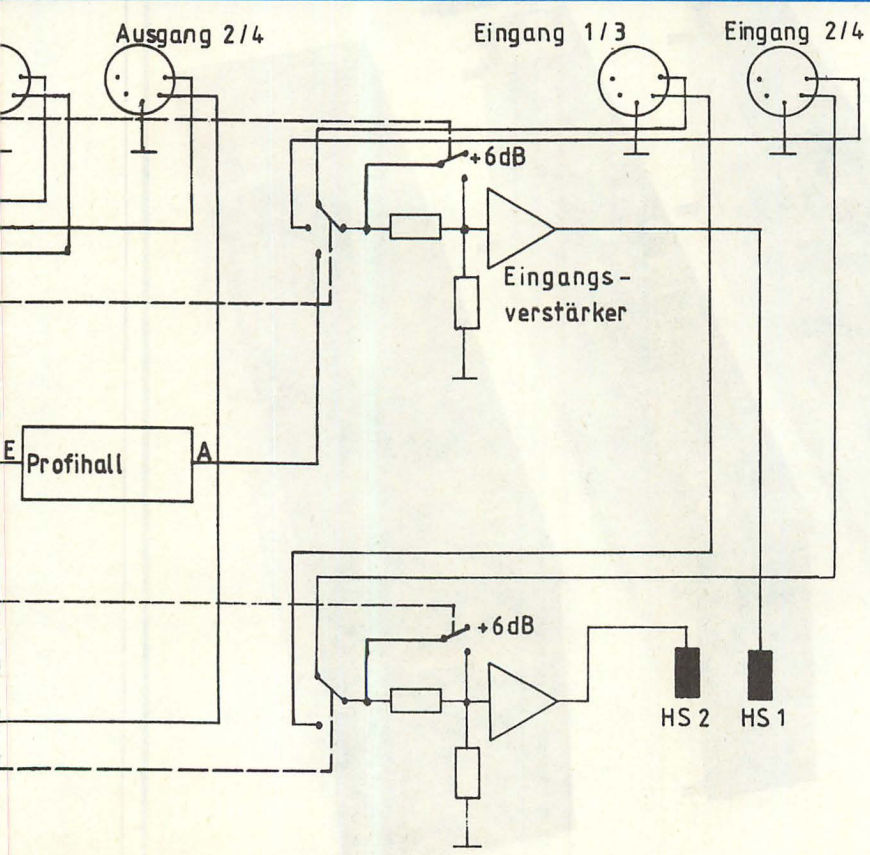 Ausgang 2/4
Eingang 1/3
Eingang 2/4
+6dB
Eingangs-
verstärker
E
Profihall
A
+6dB
HS 2
HS 1